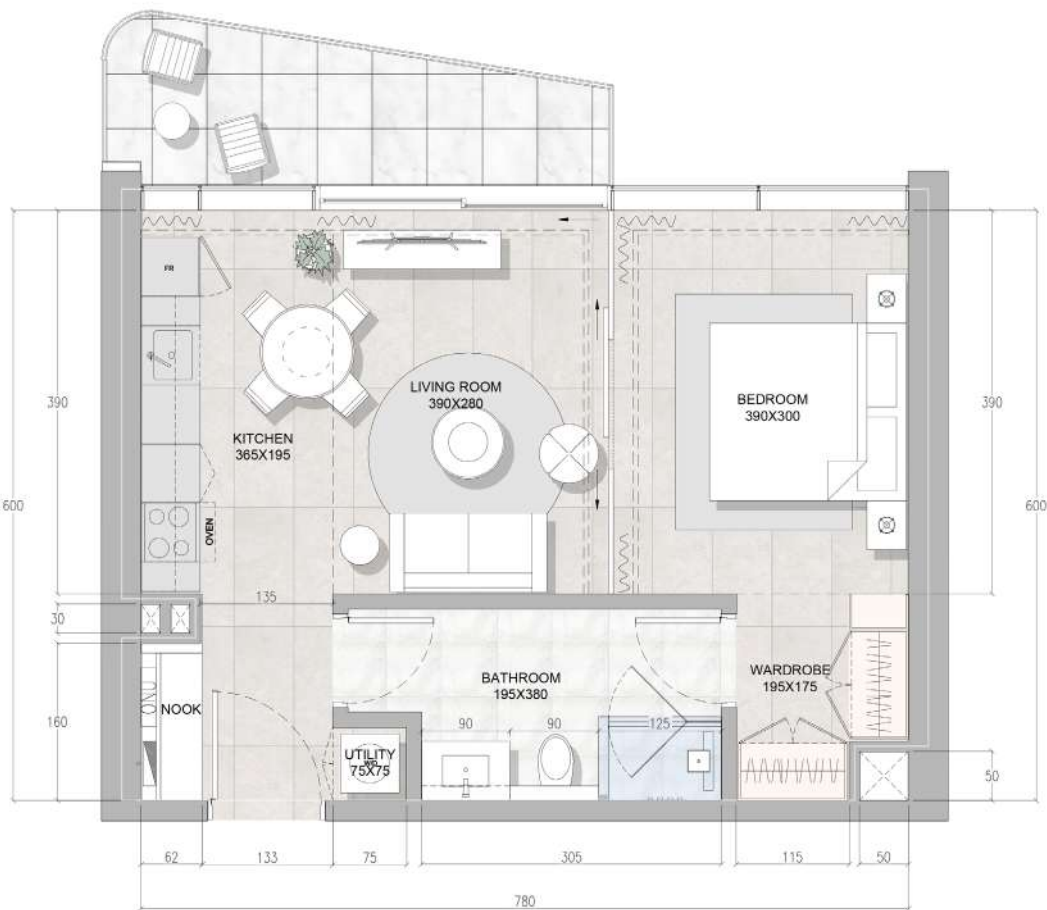 FR
390
LIVING ROOM
390X280
BEDROOM
390X300
390
KITCHEN
365X195
600
600
OVEN
135
30
BATHROOM
195X380
WARDROBE
195X175
ONU
NOOK
160
90
90
125
UTILITY
75X75
50
62
133
75
305
115
50
780